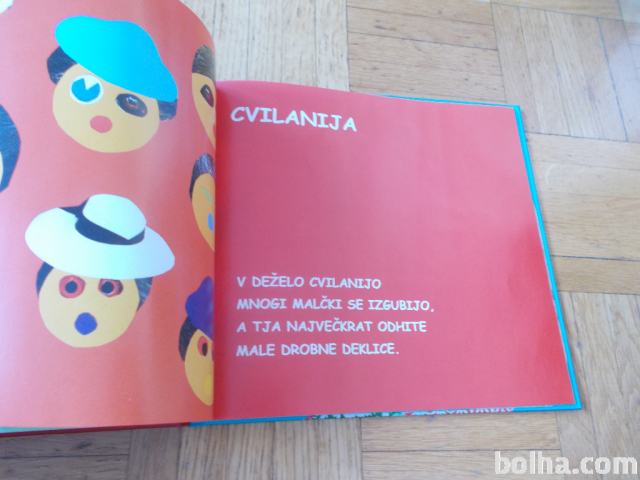 CVILANIJA
V DEŽELO CVILANIJO
MNOGI MALČKI SE IZGUBIJO,
A TJA NAJVEČKRAT ODHITE
MALE DROBNE DEKLICE.
bolha.com